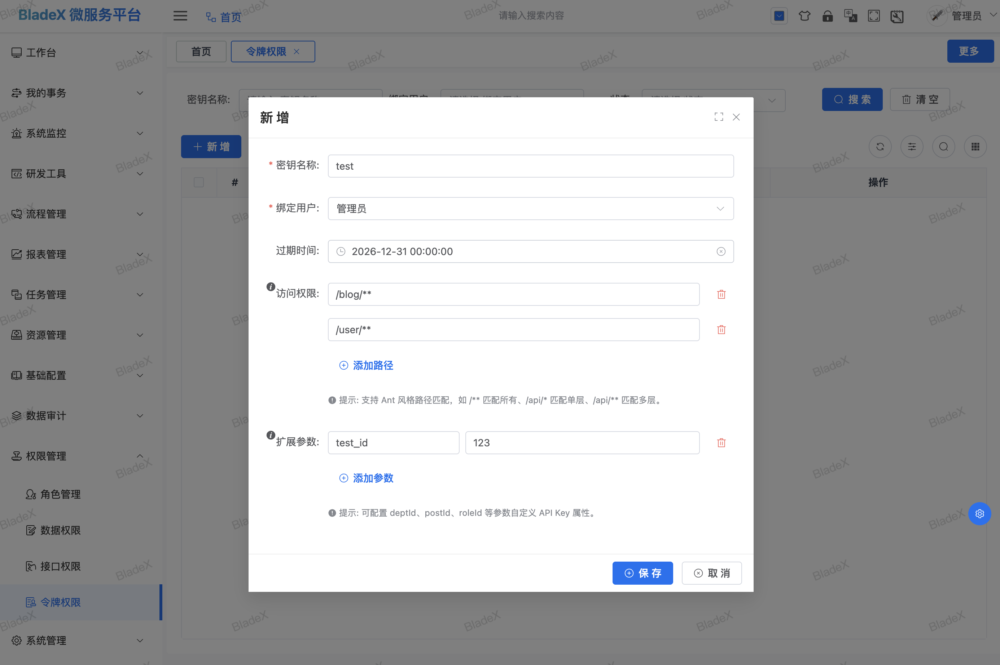 BladeX 微服务平台
首页
请输入搜索内容
管理员
工作台
我的事务
系统监控
研发工具
流程管理
报表管理
任务管理
资源管理
基础配置
数据审计
权限管理
角色管理
数据权限
接口权限
令牌权限
系统管理
首页
令牌权限
更多
密钥名称:
搜 索
清 空
新 增
#
操作
新 增
* 密钥名称:
test
* 绑定用户:
管理员
过期时间:
2026-12-31 00:00:00
访问权限:
/blog/**
/user/**
添加路径
提示: 支持 Ant 风格路径匹配，如 /** 匹配所有、/api/* 匹配单层、/api/** 匹配多层。
扩展参数:
test_id
123
添加参数
提示: 可配置 deptId、postId、roleId 等参数自定义 API Key 属性。
保 存
取 消
BladeX